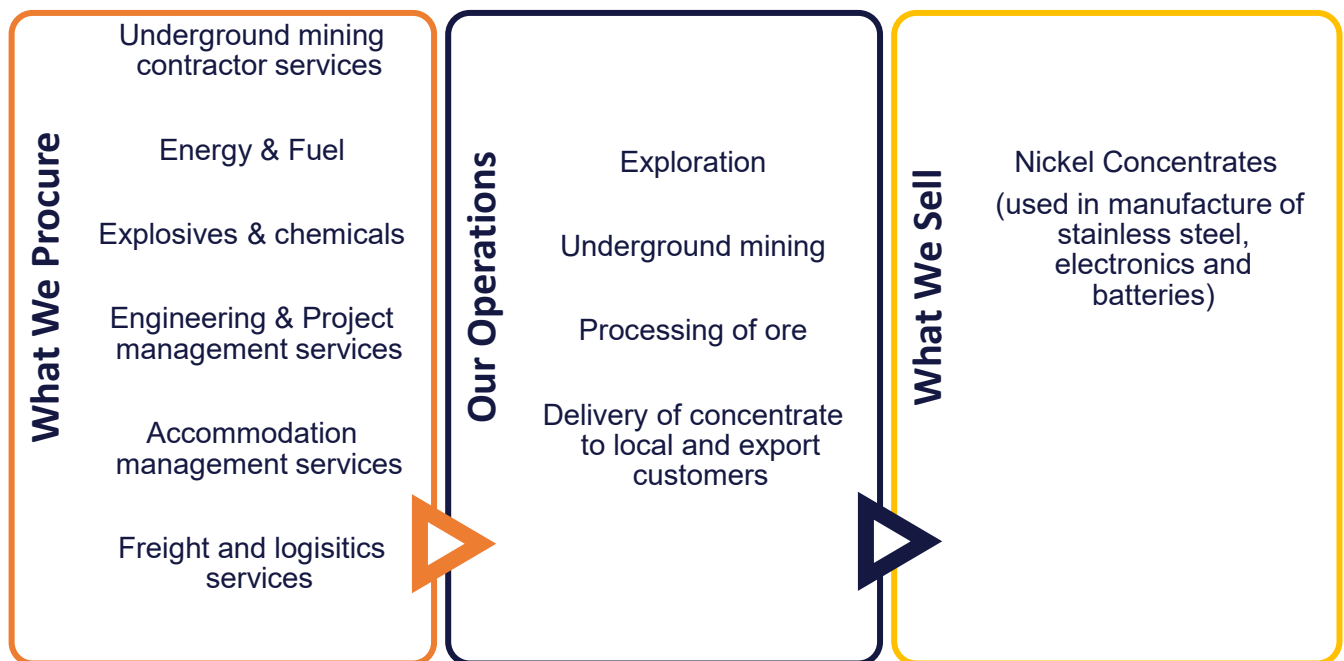 What We Procure
Underground mining
contractor services
Energy & Fuel
Explosives & chemicals
Engineering & Project
management services
Accommodation
management services
Freight and logisitics
services
Our Operations
Exploration
Underground mining
Processing of ore
Delivery of concentrate
to local and export
customers
What We Sell
Nickel Concentrates
(used in manufacture of
stainless steel,
electronics and
batteries)